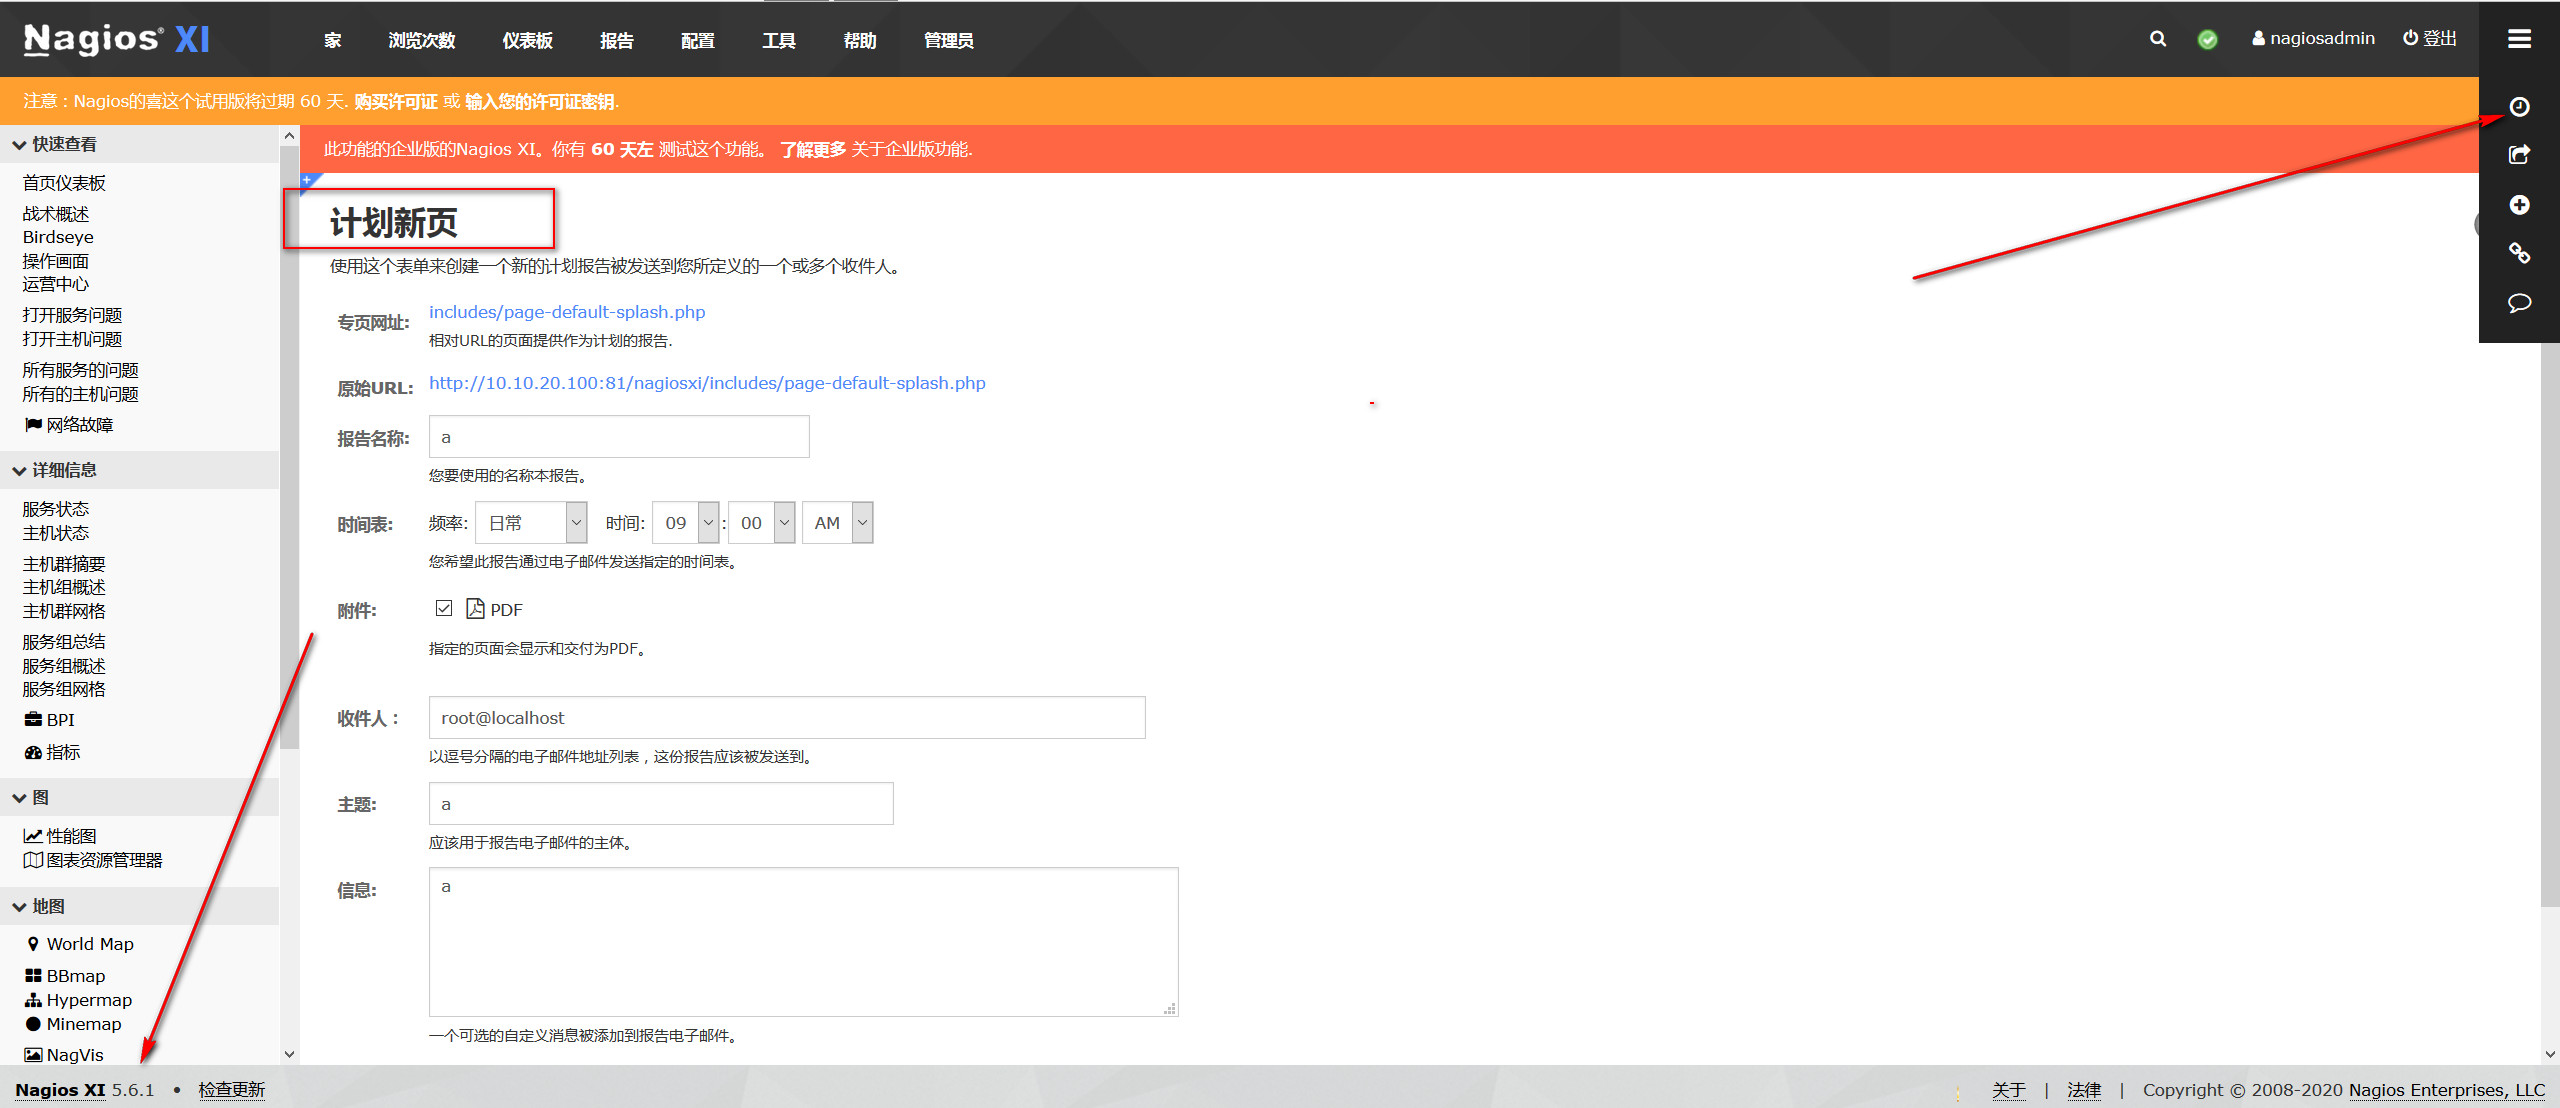 Nagios® XI
家 浏览次数 仪表板 报告 配置 工具 帮助 管理员
nagiosadmin 登出
注意：Nagios的喜这个试用版将过期 60 天. 购买许可证 或 输入您的许可证密钥.
快速查看
首页仪表板
战术概述
Birdseye
操作画面
运营中心
打开服务问题
打开主机问题
所有服务的问题
所有的主机问题
网络故障
详细信息
服务状态
主机状态
主机群摘要
主机组概述
主机群网格
服务组总结
服务组概述
服务组网格
BPI
指标
图
性能图
图表资源管理器
地图
World Map
BBmap
Hypermap
Minemap
NagVis
此功能的企业版的Nagios XI。你有 60 天左 测试这个功能。 了解更多 关于企业版功能.
计划新页
使用这个表单来创建一个新的计划报告被发送到您所定义的一个或多个收件人。
专页网址: includes/page-default-splash.php
相对URL的页面提供作为计划的报告.
原始URL: http://10.10.20.100:81/nagiosxi/includes/page-default-splash.php
报告名称: a
您要使用的名称本报告。
时间表: 频率: 日常 时间: 09 : 00 AM
您希望此报告通过电子邮件发送指定的时间表。
附件: PDF
指定的页面会显示和交付为PDF。
收件人： root@localhost
以逗号分隔的电子邮件地址列表，这份报告应该被发送到。
主题: a
应该用于报告电子邮件的主体。
信息: a
一个可选的自定义消息被添加到报告电子邮件。
Nagios XI 5.6.1 • 检查更新
关于 | 法律 | Copyright © 2008-2020 Nagios Enterprises, LLC